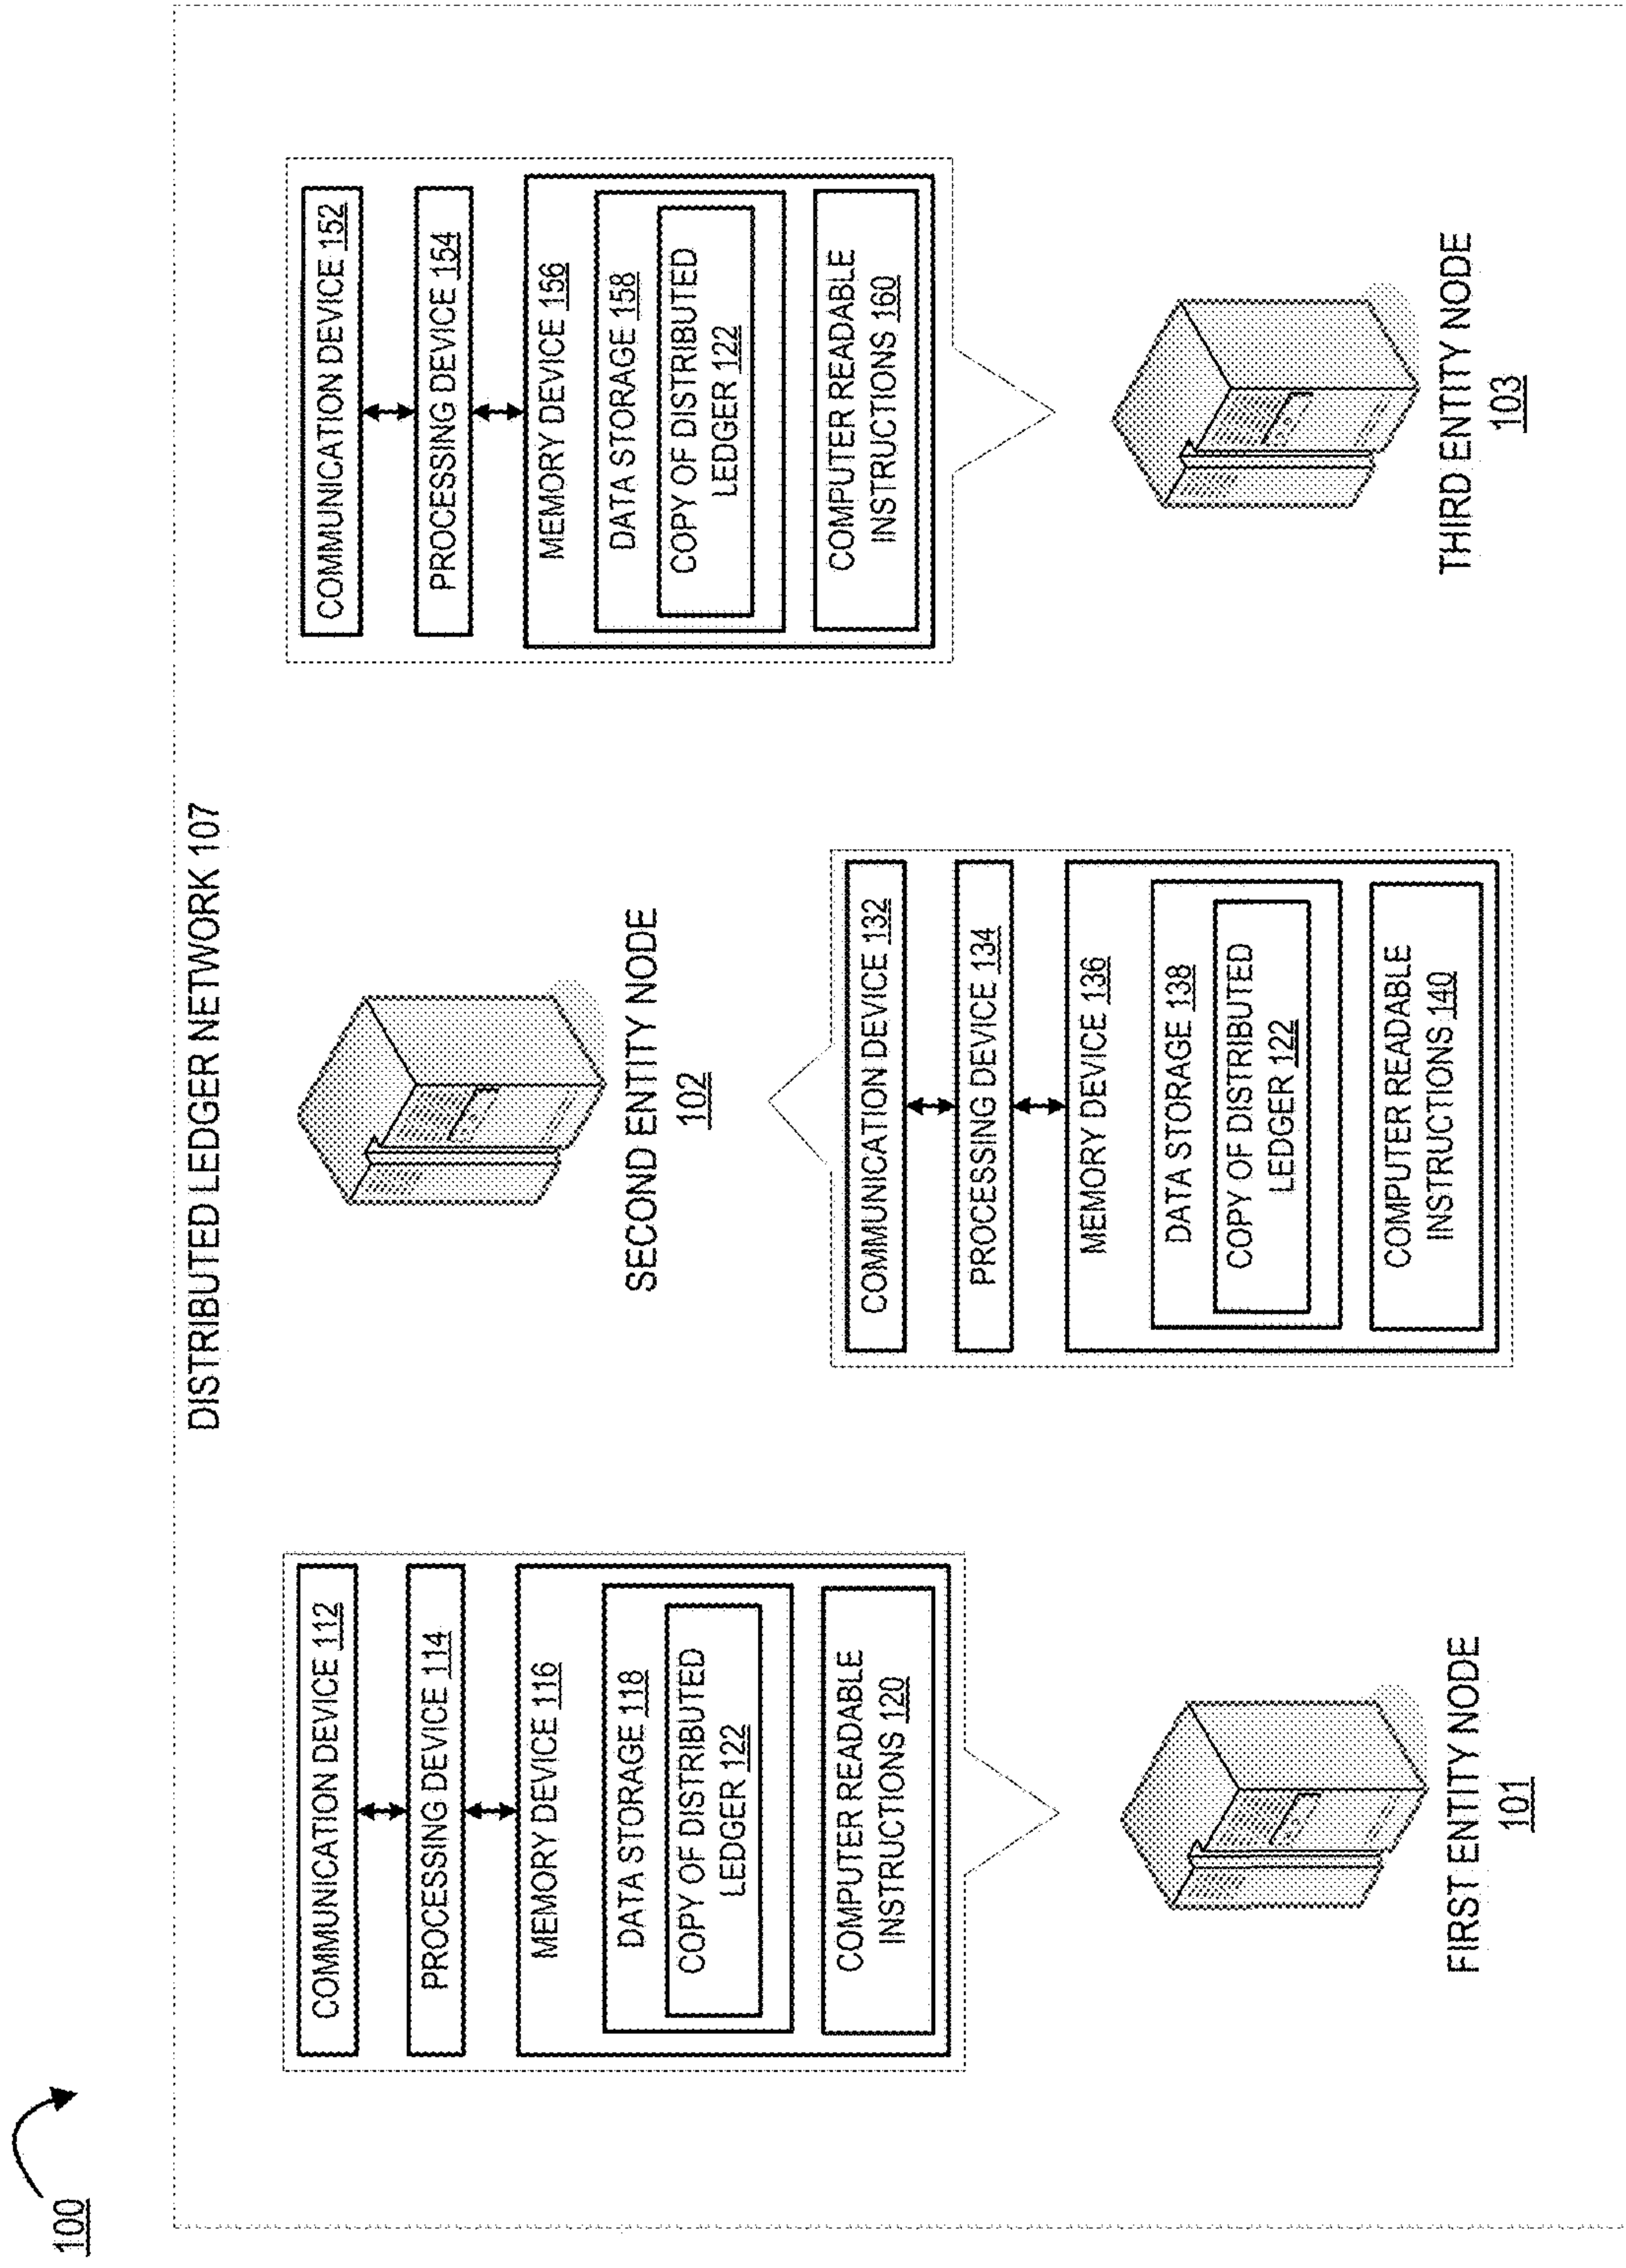 100
DISTRIBUTED LEDGER NETWORK 107
COMMUNICATION DEVICE 112
PROCESSING DEVICE 114
MEMORY DEVICE 116
DATA STORAGE 118
COPY OF DISTRIBUTED
LEDGER 122
COMPUTER READABLE
INSTRUCTIONS 120
FIRST ENTITY NODE
101
SECOND ENTITY NODE
102
COMMUNICATION DEVICE 132
PROCESSING DEVICE 134
MEMORY DEVICE 136
DATA STORAGE 138
COPY OF DISTRIBUTED
LEDGER 122
COMPUTER READABLE
INSTRUCTIONS 140
COMMUNICATION DEVICE 152
PROCESSING DEVICE 154
MEMORY DEVICE 156
DATA STORAGE 158
COPY OF DISTRIBUTED
LEDGER 122
COMPUTER READABLE
INSTRUCTIONS 160
THIRD ENTITY NODE
103